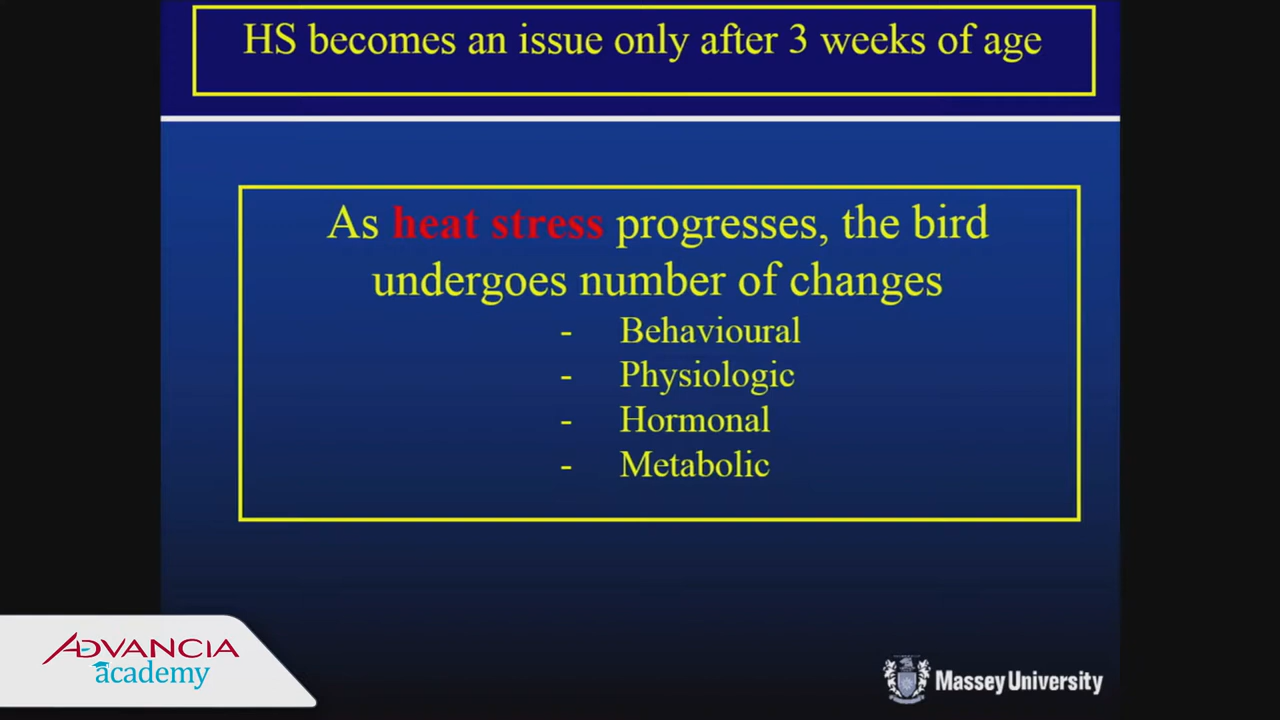 HS becomes an issue only after 3 weeks of age
As heat stress progresses, the bird
undergoes number of changes
- Behavioural
- Physiologic
- Hormonal
- Metabolic
ADVANCIA
academy
Massey University